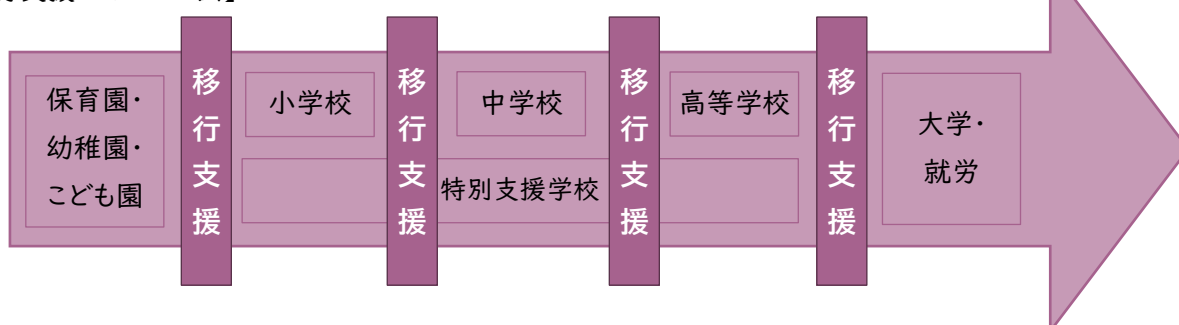 保育園・
幼稚園・
こども園
移行支援
小学校
移行支援
中学校
移行支援
高等学校
特別支援学校
移行支援
大学・
就労